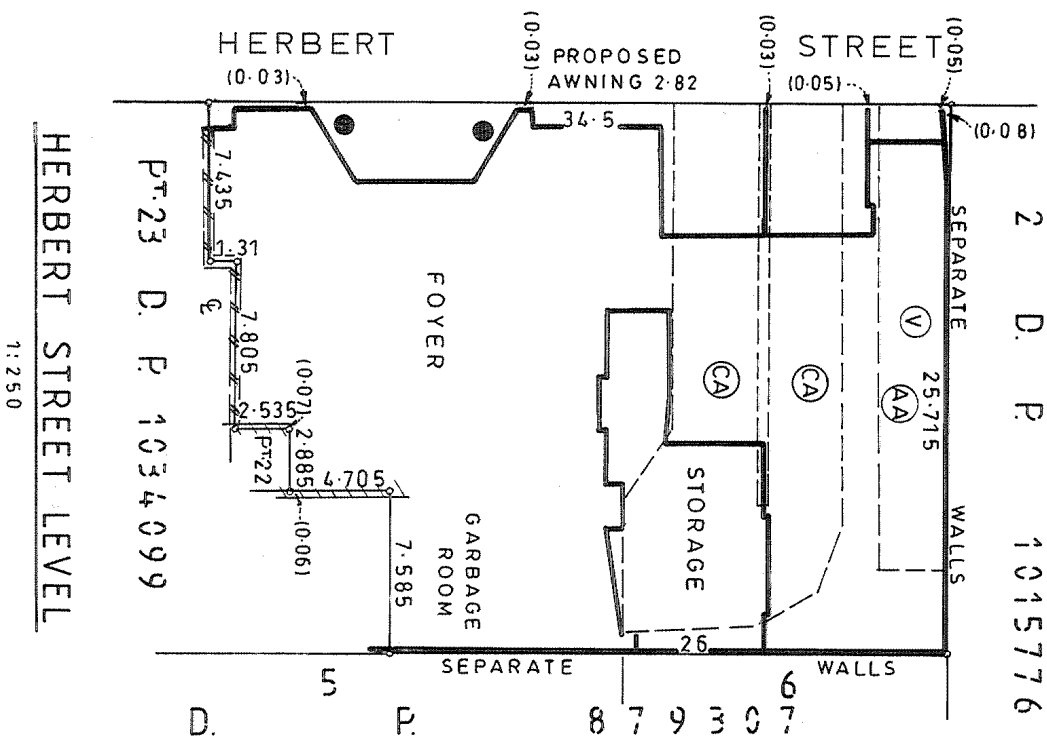 HERBERT STREET
(0·03)
(0·03)
PROPOSED
AWNING 2·82
(0·03)
(0·05)
(0·05)
(0·08)
34·5
7·435
1·31
℄
7·805
2·535
(0·07)
2·885
PT.22
4·705
(0·06)
7·585
FOYER
GARBAGE
ROOM
STORAGE
CA
CA
V
AA
25·715
SEPARATE WALLS
26
SEPARATE WALLS
5
6
D. P. 879307
2 D. P. 1015776
PT.23 D. P. 1034099
HERBERT STREET LEVEL
1:250